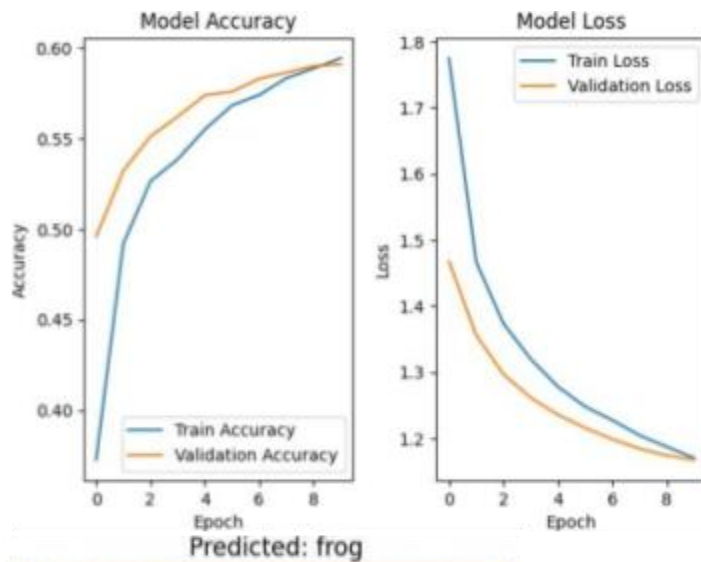 Model Accuracy
0.60
0.55
0.50
0.45
0.40
Accuracy
Train Accuracy
Validation Accuracy
0 2 4 6 8
Epoch
Model Loss
1.8
1.7
1.6
1.5
1.4
1.3
1.2
Loss
Train Loss
Validation Loss
0 2 4 6 8
Epoch
Predicted: frog